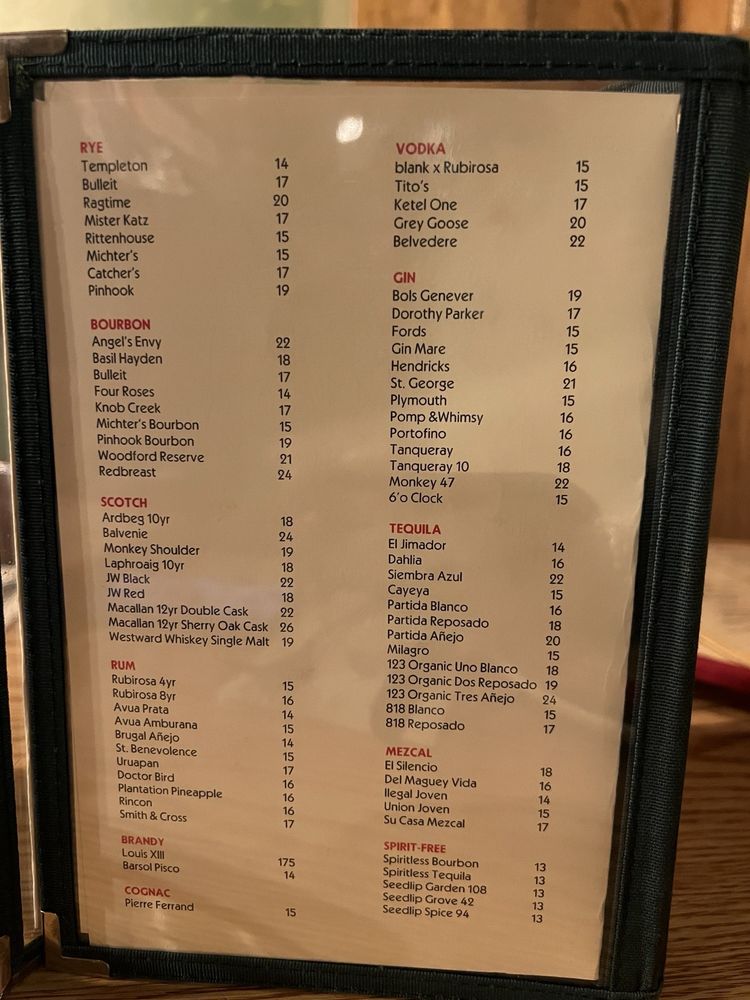 RYE
Templeton 14
Bulleit 17
Ragtime 20
Mister Katz 17
Rittenhouse 15
Michter's 15
Catcher's 17
Pinhook 19
BOURBON
Angel's Envy 22
Basil Hayden 18
Bulleit 17
Four Roses 14
Knob Creek 17
Michter's Bourbon 15
Pinhook Bourbon 19
Woodford Reserve 21
Redbreast 24
SCOTCH
Ardbeg 10yr 18
Balvenie 24
Monkey Shoulder 19
Laphroaig 10yr 18
JW Black 22
JW Red 18
Macallan 12yr Double Cask 22
Macallan 12yr Sherry Oak Cask 26
Westward Whiskey Single Malt 19
RUM
Rubirosa 4yr 15
Rubirosa 8yr 16
Avua Prata 14
Avua Amburana 15
Brugal Añejo 14
St. Benevolence 15
Uruapan 17
Doctor Bird 16
Plantation Pineapple 16
Rincon 16
Smith & Cross 17
BRANDY
Louis XIII 175
Barsol Pisco 14
COGNAC
Pierre Ferrand 15
VODKA
blank x Rubirosa 15
Tito's 15
Ketel One 17
Grey Goose 20
Belvedere 22
GIN
Bols Genever 19
Dorothy Parker 17
Fords 15
Gin Mare 15
Hendricks 16
St. George 21
Plymouth 15
Pomp &Whimsy 16
Portofino 16
Tanqueray 16
Tanqueray 10 18
Monkey 47 22
6'o Clock 15
TEQUILA
El Jimador 14
Dahlia 16
Siembra Azul 22
Cayeya 15
Partida Blanco 16
Partida Reposado 18
Partida Añejo 20
Milagro 15
123 Organic Uno Blanco 18
123 Organic Dos Reposado 19
123 Organic Tres Añejo 24
818 Blanco 15
818 Reposado 17
MEZCAL
El Silencio 18
Del Maguey Vida 16
Ilegal Joven 14
Union Joven 15
Su Casa Mezcal 17
SPIRIT-FREE
Spiritless Bourbon 13
Spiritless Tequila 13
Seedlip Garden 108 13
Seedlip Grove 42 13
Seedlip Spice 94 13